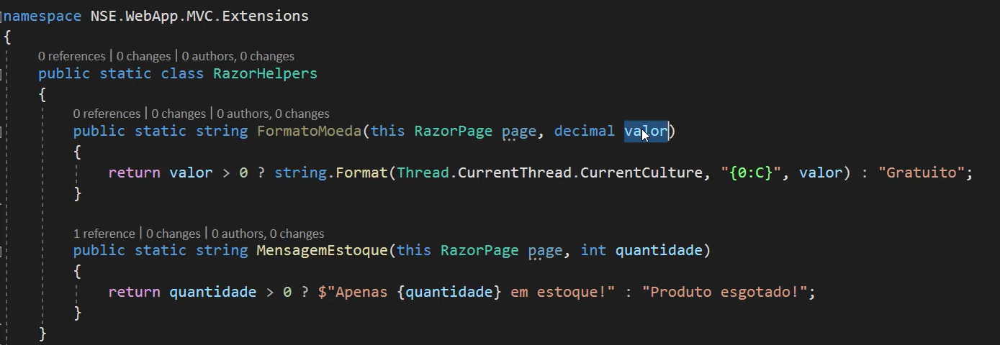 namespace NSE.WebApp.MVC.Extensions
{
0 references | 0 changes | 0 authors, 0 changes
public static class RazorHelpers
{
0 references | 0 changes | 0 authors, 0 changes
public static string FormatoMoeda(this RazorPage page, decimal valor)
{
return valor > 0 ? string.Format(Thread.CurrentThread.CurrentCulture, "{0:C}", valor) : "Gratuito";
}
1 reference | 0 changes | 0 authors, 0 changes
public static string MensagemEstoque(this RazorPage page, int quantidade)
{
return quantidade > 0 ? $"Apenas {quantidade} em estoque!" : "Produto esgotado!";
}
}